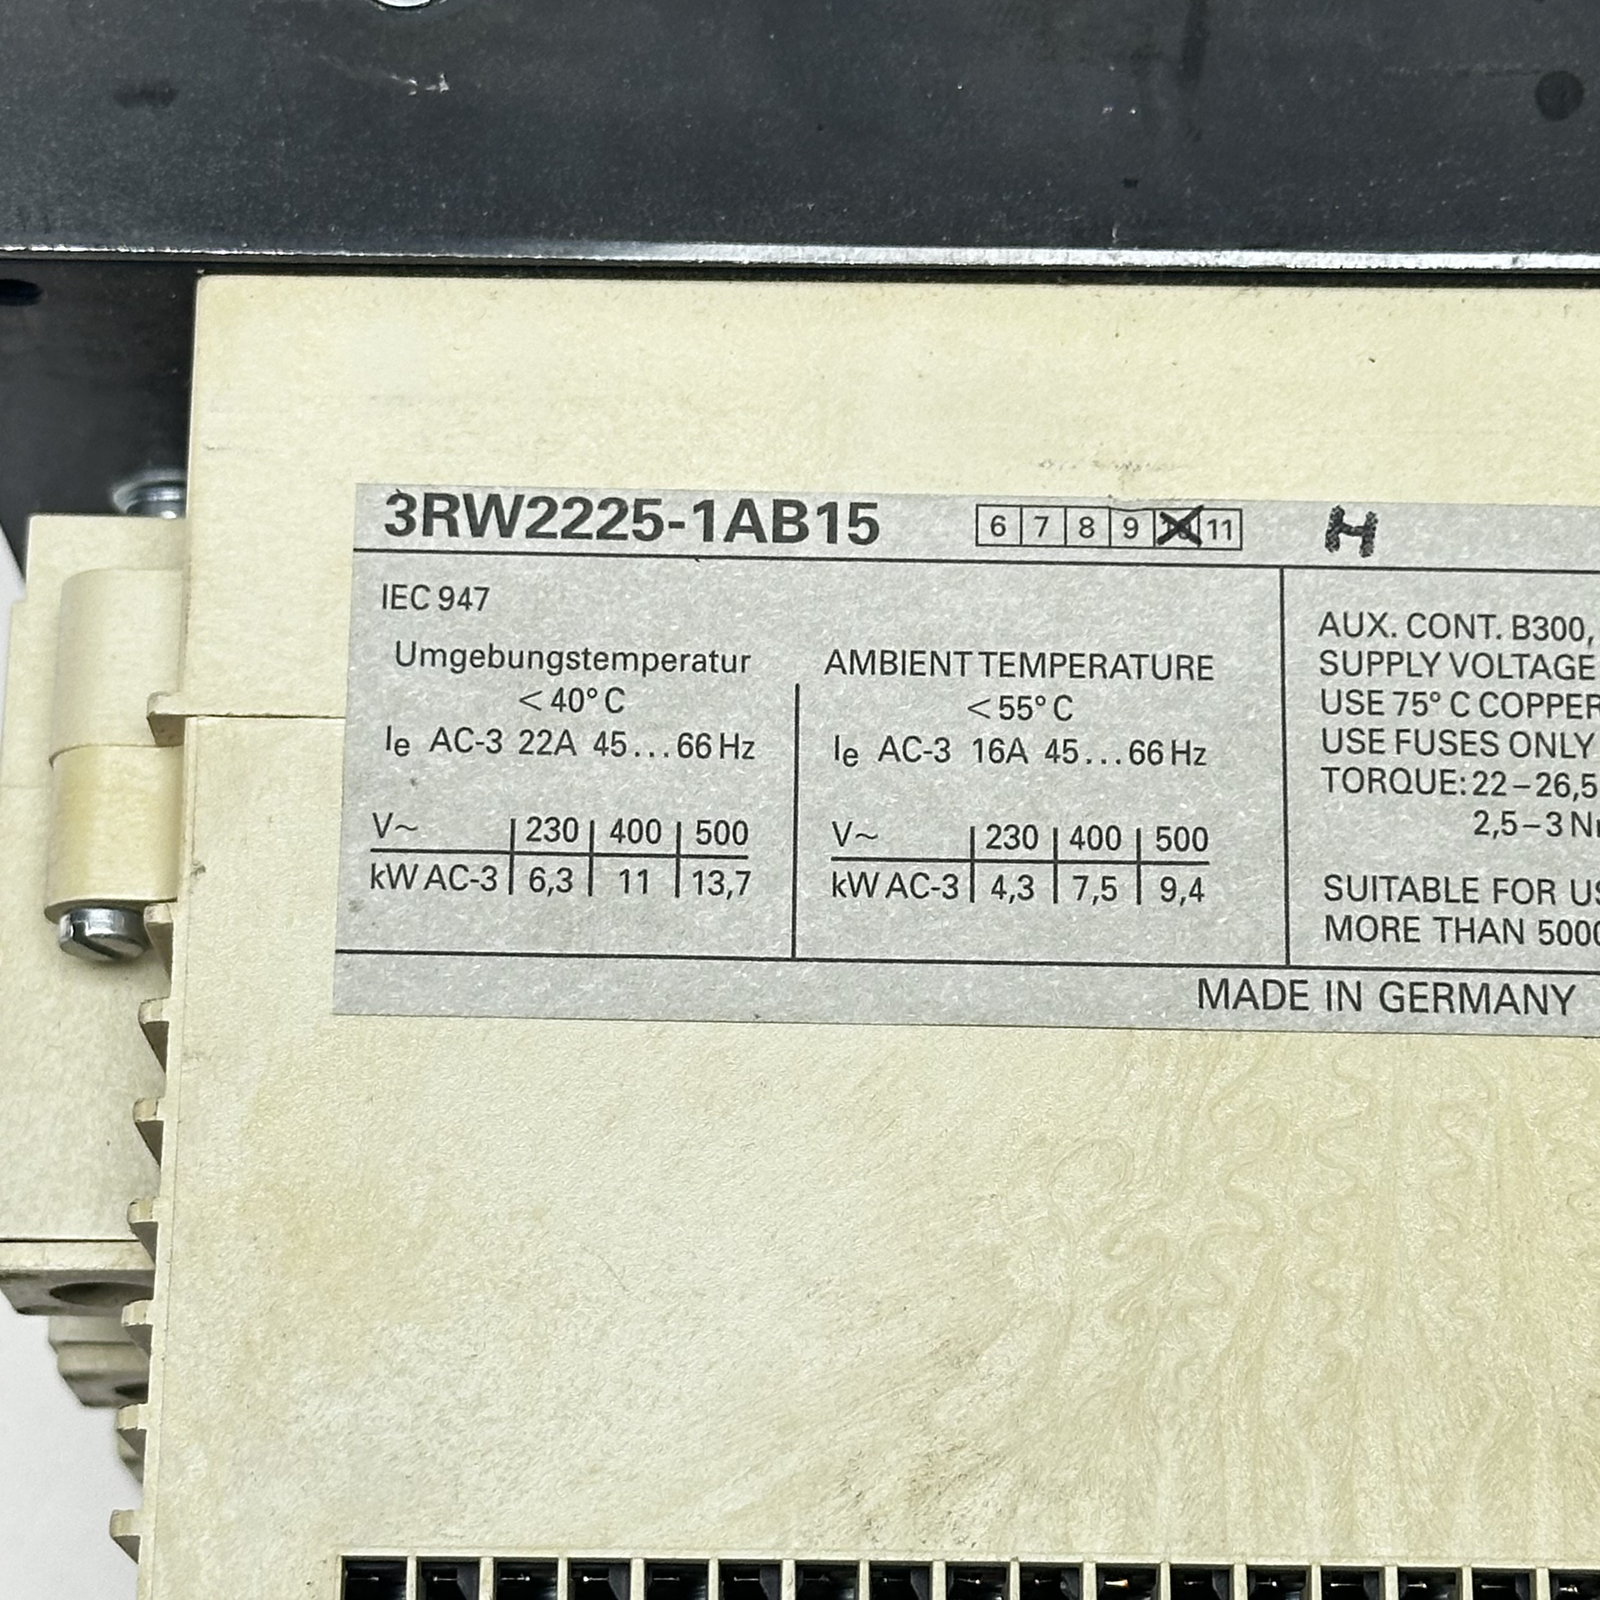 3RW2225-1AB15 6 7 8 9 11 H
IEC 947
Umgebungstemperatur
<40°C
Ie AC-3 22A 45...66 Hz
V~ 230 400 500
kW AC-3 6,3 11 13,7
AMBIENT TEMPERATURE
<55°C
Ie AC-3 16A 45...66 Hz
V~ 230 400 500
kW AC-3 4,3 7,5 9,4
AUX. CONT. B300,
SUPPLY VOLTAGE
USE 75°C COPPER
USE FUSES ONLY
TORQUE: 22–26,5
2,5–3 N
SUITABLE FOR US
MORE THAN 5000
MADE IN GERMANY